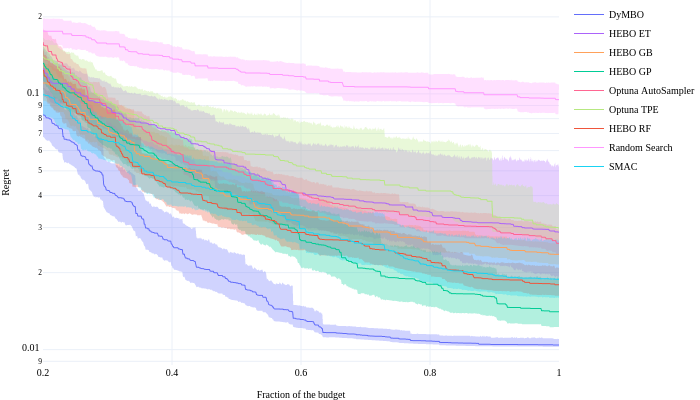 2
0.1
9
8
7
6
5
4
3
2
0.01
9
Regret
0.2
0.4
0.6
0.8
1
Fraction of the budget
DyMBO
HEBO ET
HEBO GB
HEBO GP
Optuna AutoSampler
Optuna TPE
HEBO RF
Random Search
SMAC